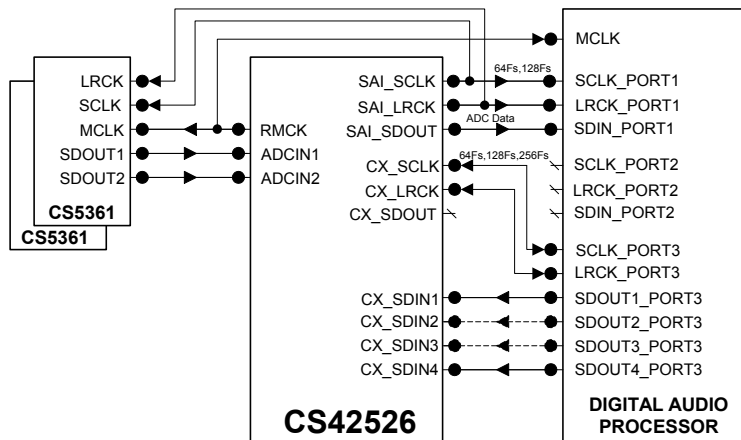 LRCK
SCLK
MCLK
SDOUT1
SDOUT2
CS5361
CS5361
RMCK
ADCIN1
ADCIN2
SAI_SCLK
SAI_LRCK
SAI_SDOUT
CX_SCLK
CX_LRCK
CX_SDOUT
CX_SDIN1
CX_SDIN2
CX_SDIN3
CX_SDIN4
CS42526
64Fs,128Fs
ADC Data
64Fs,128Fs,256Fs
MCLK
SCLK_PORT1
LRCK_PORT1
SDIN_PORT1
SCLK_PORT2
LRCK_PORT2
SDIN_PORT2
SCLK_PORT3
LRCK_PORT3
SDOUT1_PORT3
SDOUT2_PORT3
SDOUT3_PORT3
SDOUT4_PORT3
DIGITAL AUDIO
PROCESSOR